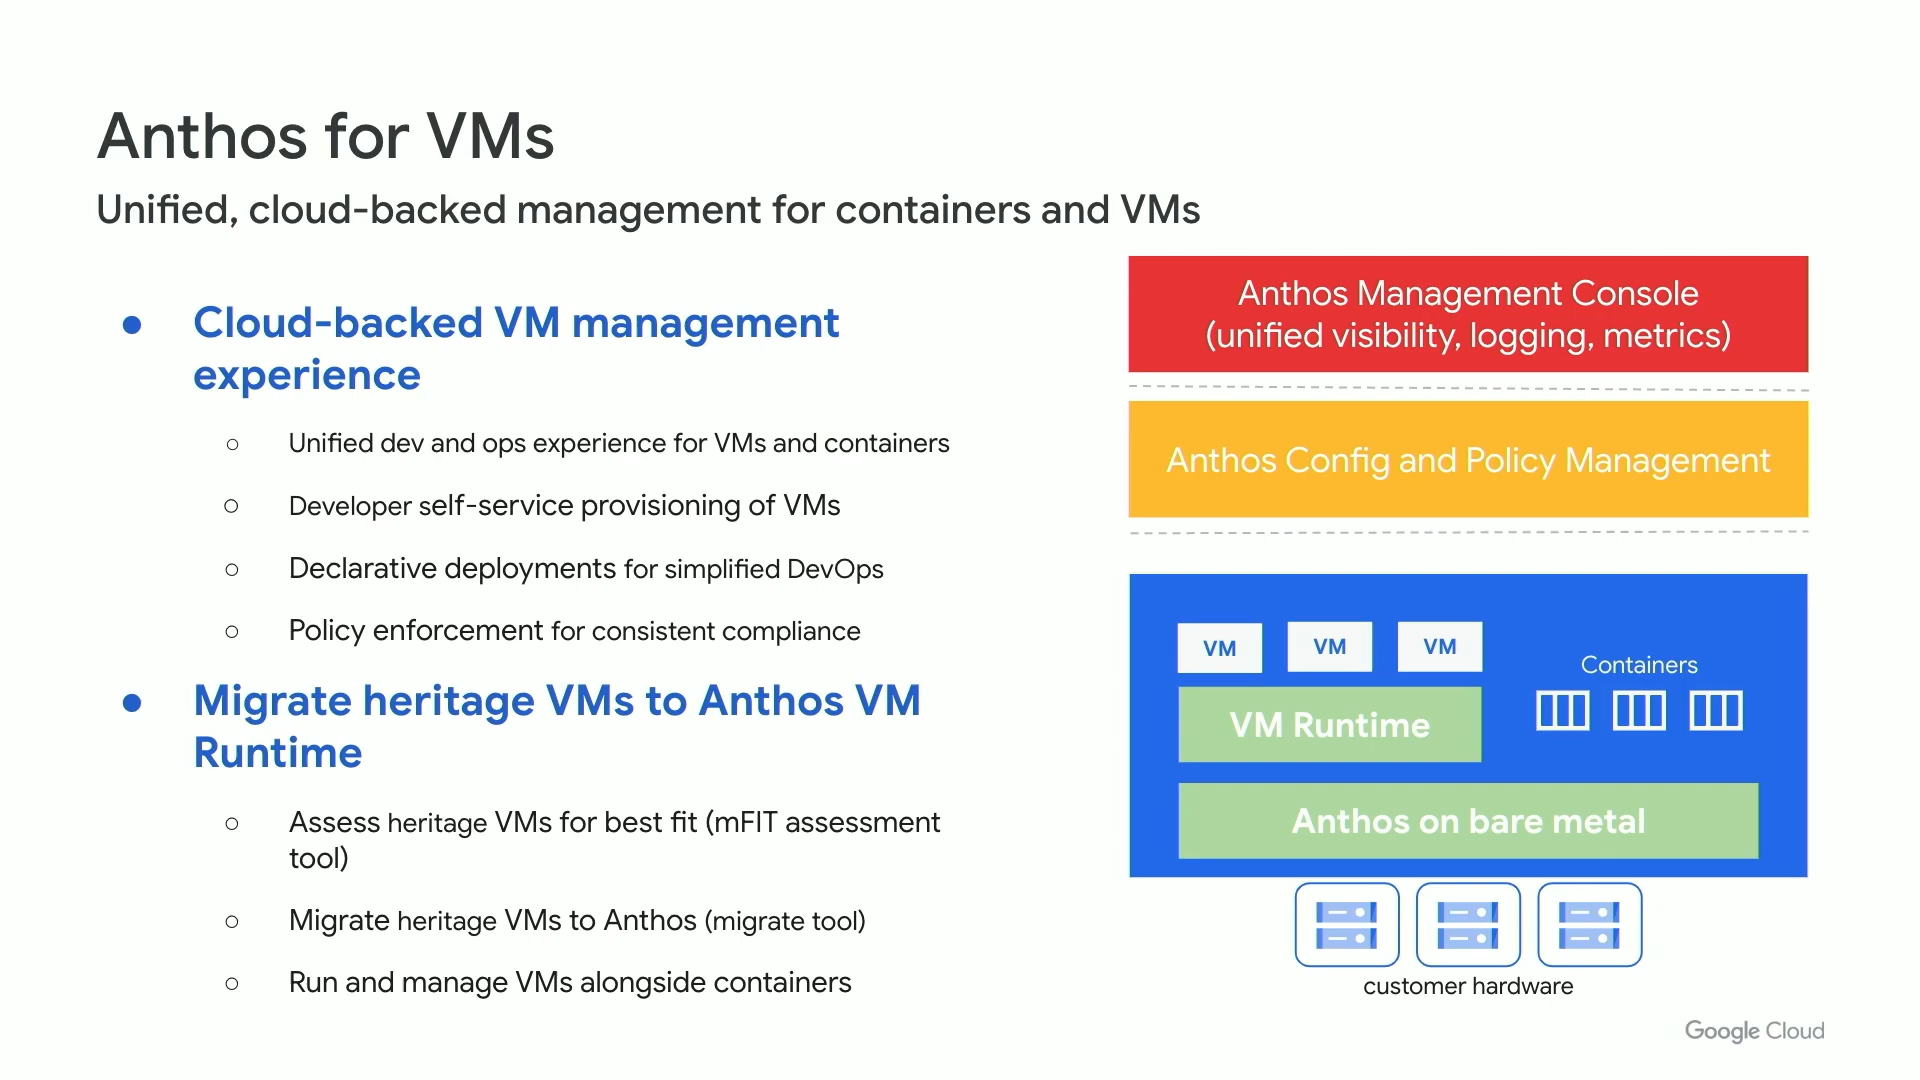 Anthos for VMs
Unified, cloud-backed management for containers and VMs
● Cloud-backed VM management
experience
○ Unified dev and ops experience for VMs and containers
○ Developer self-service provisioning of VMs
○ Declarative deployments for simplified DevOps
○ Policy enforcement for consistent compliance
● Migrate heritage VMs to Anthos VM
Runtime
○ Assess heritage VMs for best fit (mFIT assessment
tool)
○ Migrate heritage VMs to Anthos (migrate tool)
○ Run and manage VMs alongside containers
Anthos Management Console
(unified visibility, logging, metrics)
Anthos Config and Policy Management
VM VM VM
Containers
VM Runtime
Anthos on bare metal
customer hardware
Google Cloud